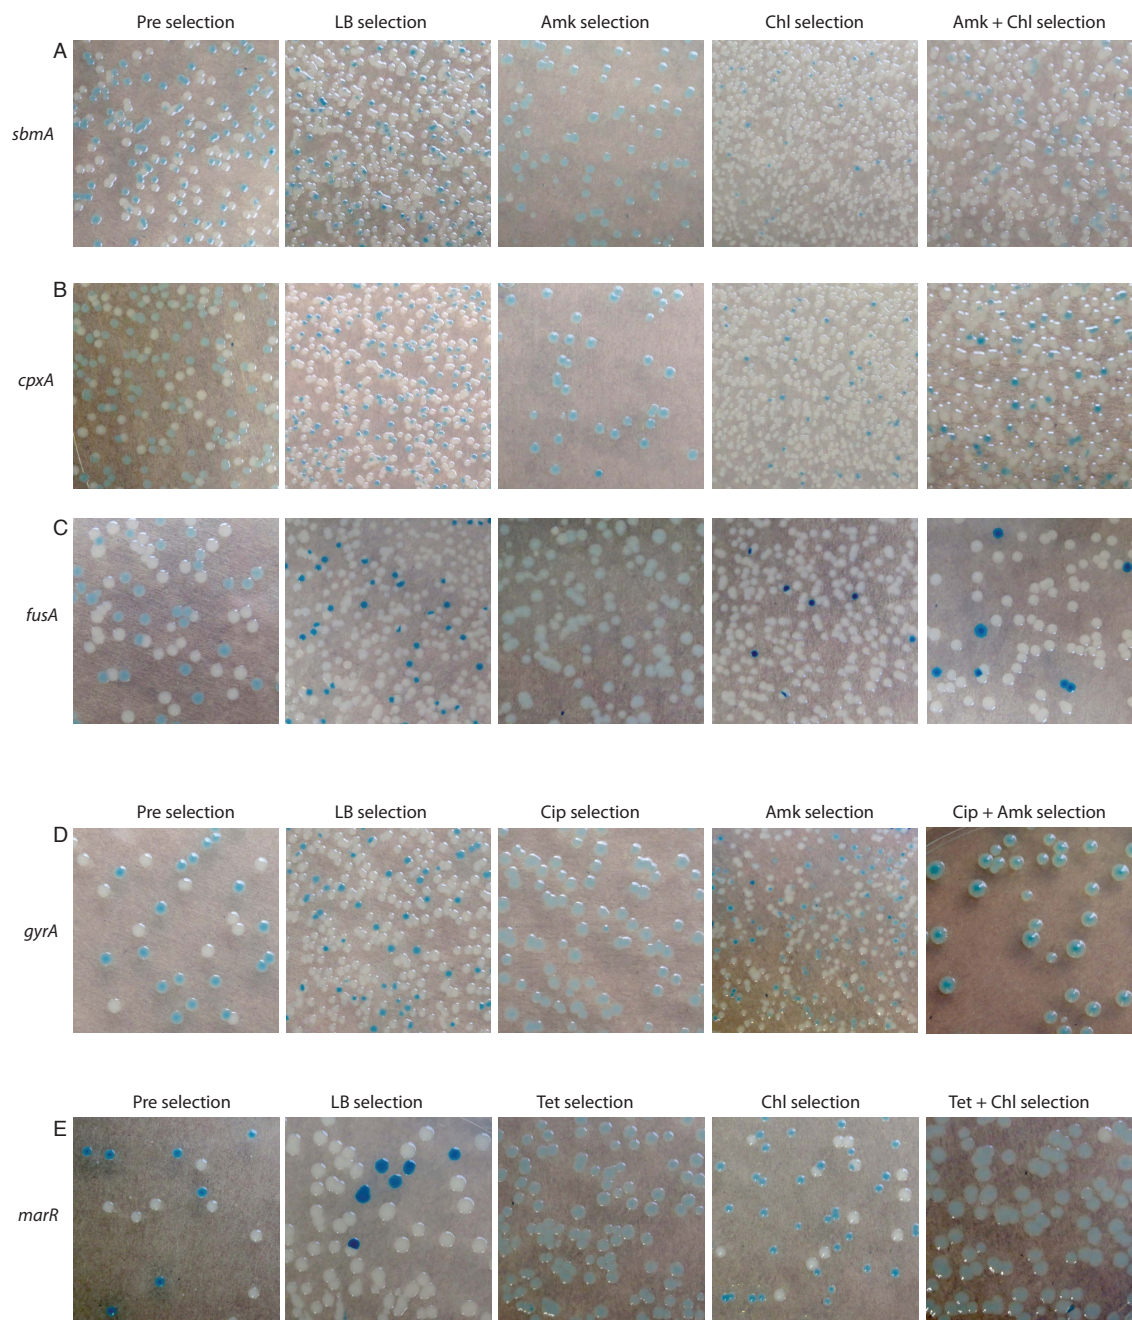 Pre selection LB selection Amk selection Chl selection Amk + Chl selection
A
sbmA
B
cpxA
C
fusA
Pre selection LB selection Cip selection Amk selection Cip + Amk selection
D
gyrA
Pre selection LB selection Tet selection Chl selection Tet + Chl selection
E
marR